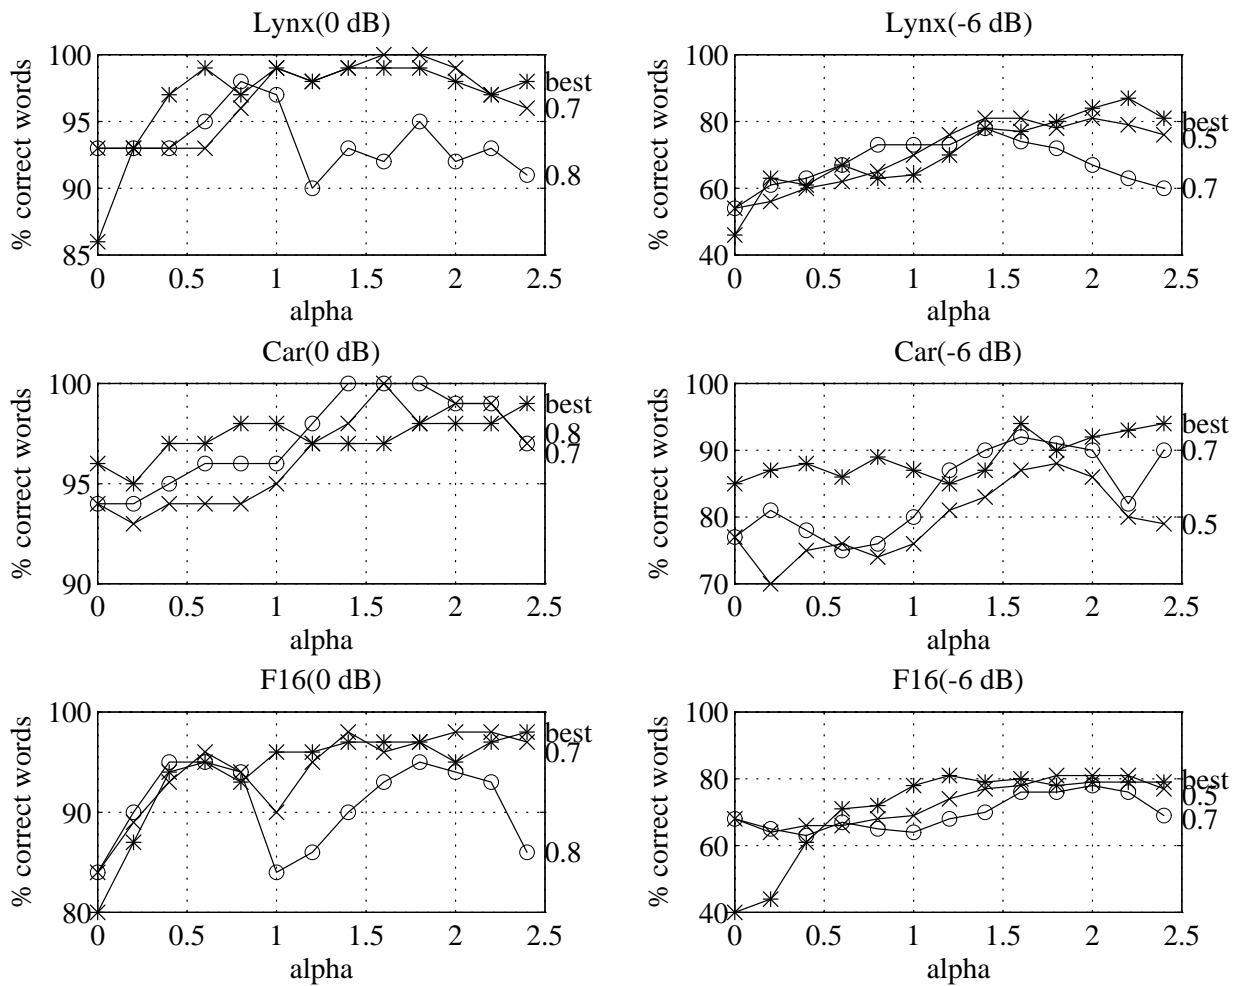 Lynx(0 dB)
100
95
90
85
% correct words
0 0.5 1 1.5 2 2.5
alpha
best
0.7
0.8
Lynx(-6 dB)
100
80
60
40
% correct words
0 0.5 1 1.5 2 2.5
alpha
best
0.5
0.7
Car(0 dB)
100
95
90
% correct words
0 0.5 1 1.5 2 2.5
alpha
best
0.8
0.7
Car(-6 dB)
100
90
80
70
% correct words
0 0.5 1 1.5 2 2.5
alpha
best
0.7
0.5
F16(0 dB)
100
90
80
% correct words
0 0.5 1 1.5 2 2.5
alpha
best
0.7
0.8
F16(-6 dB)
100
80
60
40
% correct words
0 0.5 1 1.5 2 2.5
alpha
best
0.5
0.7